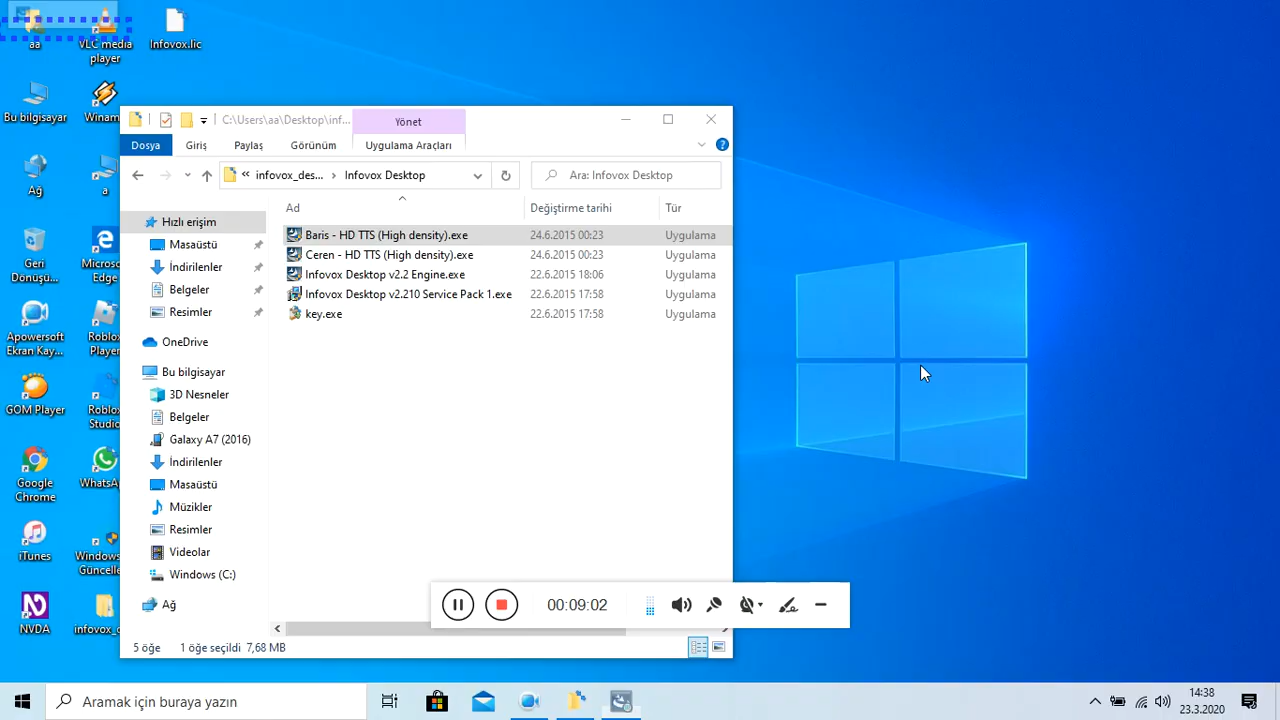 aa
VLC media player
Infovox.lic
Bu bilgisayar
Winam
Ağ
a
Geri Dönüşü...
Microsoft Edge
Apowersoft Ekran Kay...
Roblox Player
GOM Player
Roblox Studio
Google Chrome
WhatsA
iTunes
Windows Güncelle
NVDA
C:\Users\aa\Desktop\inf...
Yönet
Dosya
Giriş
Paylaş
Görünüm
Uygulama Araçları
« infovox_des... › Infovox Desktop
Ara: Infovox Desktop
Ad
Değiştirme tarihi
Tür
Baris - HD TTS (High density).exe 24.6.2015 00:23 Uygulama
Ceren - HD TTS (High density).exe 24.6.2015 00:23 Uygulama
Infovox Desktop v2.2 Engine.exe 22.6.2015 18:06 Uygulama
Infovox Desktop v2.210 Service Pack 1.exe 22.6.2015 17:58 Uygulama
key.exe 22.6.2015 17:58 Uygulama
Hızlı erişim
Masaüstü
İndirilenler
Belgeler
Resimler
OneDrive
Bu bilgisayar
3D Nesneler
Belgeler
Galaxy A7 (2016)
İndirilenler
Masaüstü
Müzikler
Resimler
Videolar
Windows (C:)
Ağ
00:09:02
5 öğe
1 öğe seçildi 7,68 MB
Aramak için buraya yazın
14:38
23.3.2020